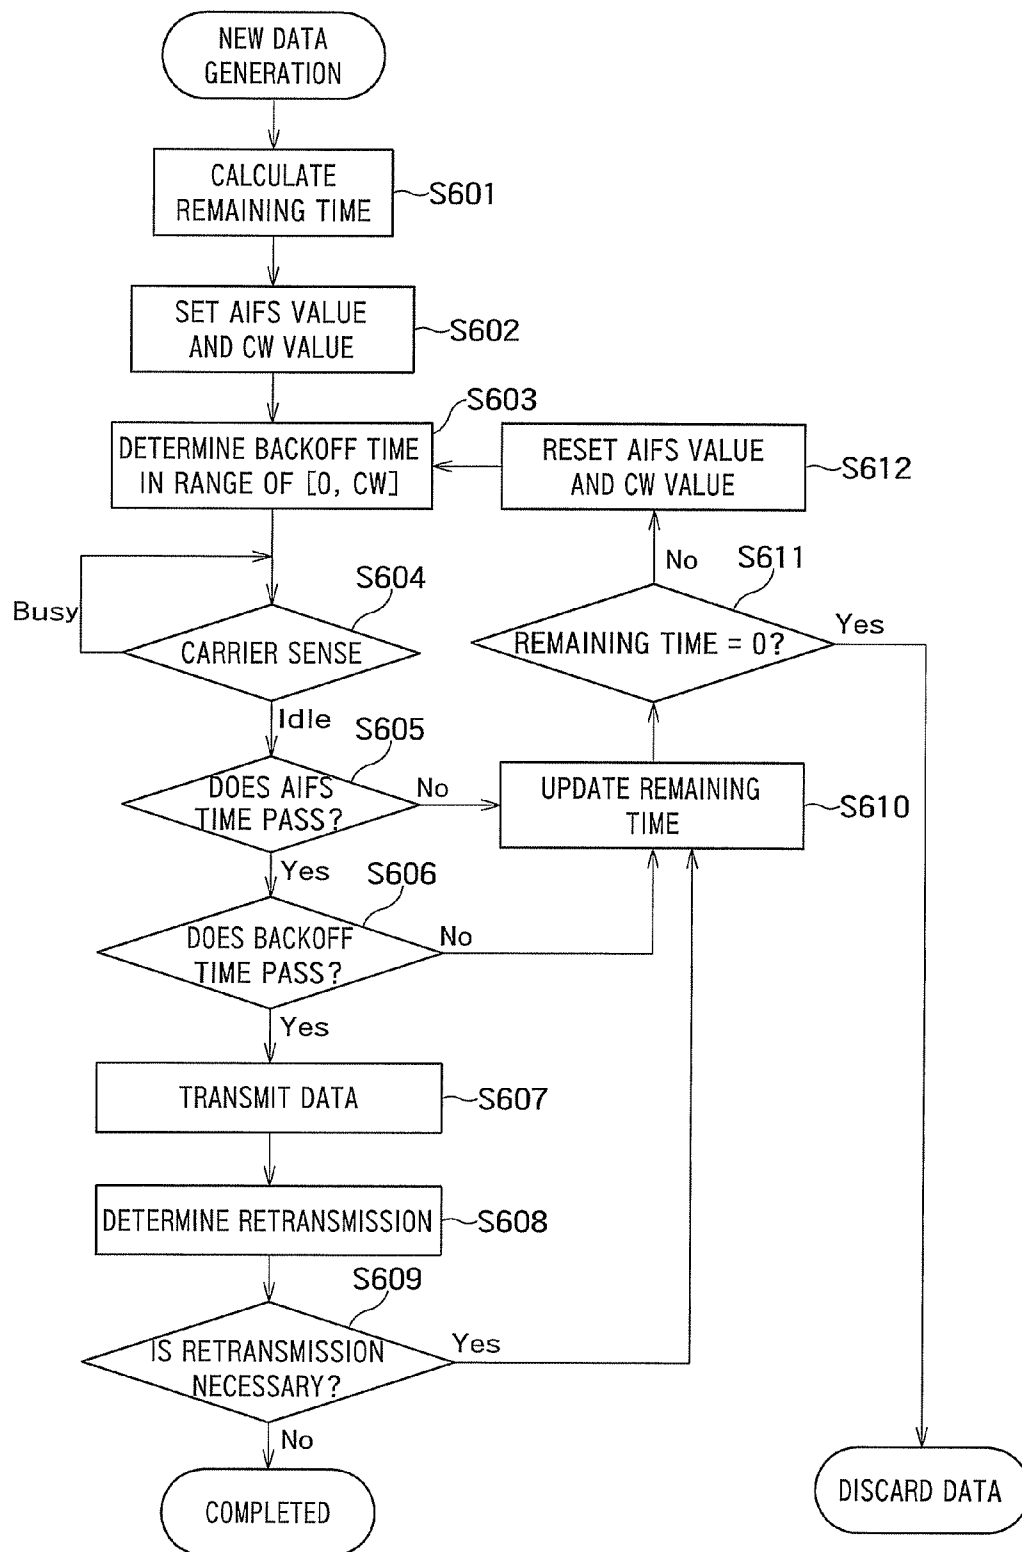 NEW DATA
GENERATION
CALCULATE
REMAINING TIME
S601
SET AIFS VALUE
AND CW VALUE
S602
S603
DETERMINE BACKOFF TIME
IN RANGE OF [0, CW]
RESET AIFS VALUE
AND CW VALUE
S612
S604
Busy
CARRIER SENSE
No
S611
REMAINING TIME = 0?
Yes
Idle
S605
DOES AIFS
TIME PASS?
No
UPDATE REMAINING
TIME
S610
Yes
S606
DOES BACKOFF
TIME PASS?
No
Yes
TRANSMIT DATA
S607
DETERMINE RETRANSMISSION
S608
S609
IS RETRANSMISSION
NECESSARY?
Yes
No
COMPLETED
DISCARD DATA